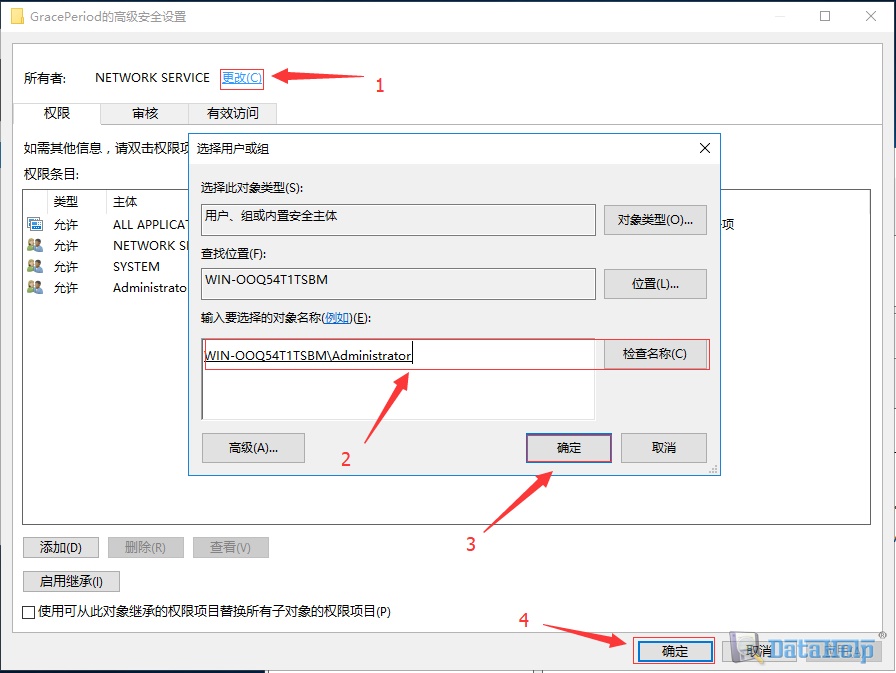 GracePeriod的高级安全设置
所有者: NETWORK SERVICE 更改(C)
1
权限 审核 有效访问
如需其他信息，请双击权限项
权限条目:
类型 主体
允许 ALL APPLICAT
项
允许 NETWORK SE
允许 SYSTEM
允许 Administrato
选择用户或组
选择此对象类型(S):
用户、组或内置安全主体 对象类型(O)...
查找位置(F):
WIN-OOQ54T1TSBM 位置(L)...
输入要选择的对象名称(例如)(E):
WIN-OOQ54T1TSBM\Administrator 检查名称(C)
2
高级(A)... 确定 取消
3
添加(D) 删除(R) 查看(V)
启用继承(I)
使用可从此对象继承的权限项目替换所有子对象的权限项目(P)
4
确定 取消
DataHelp